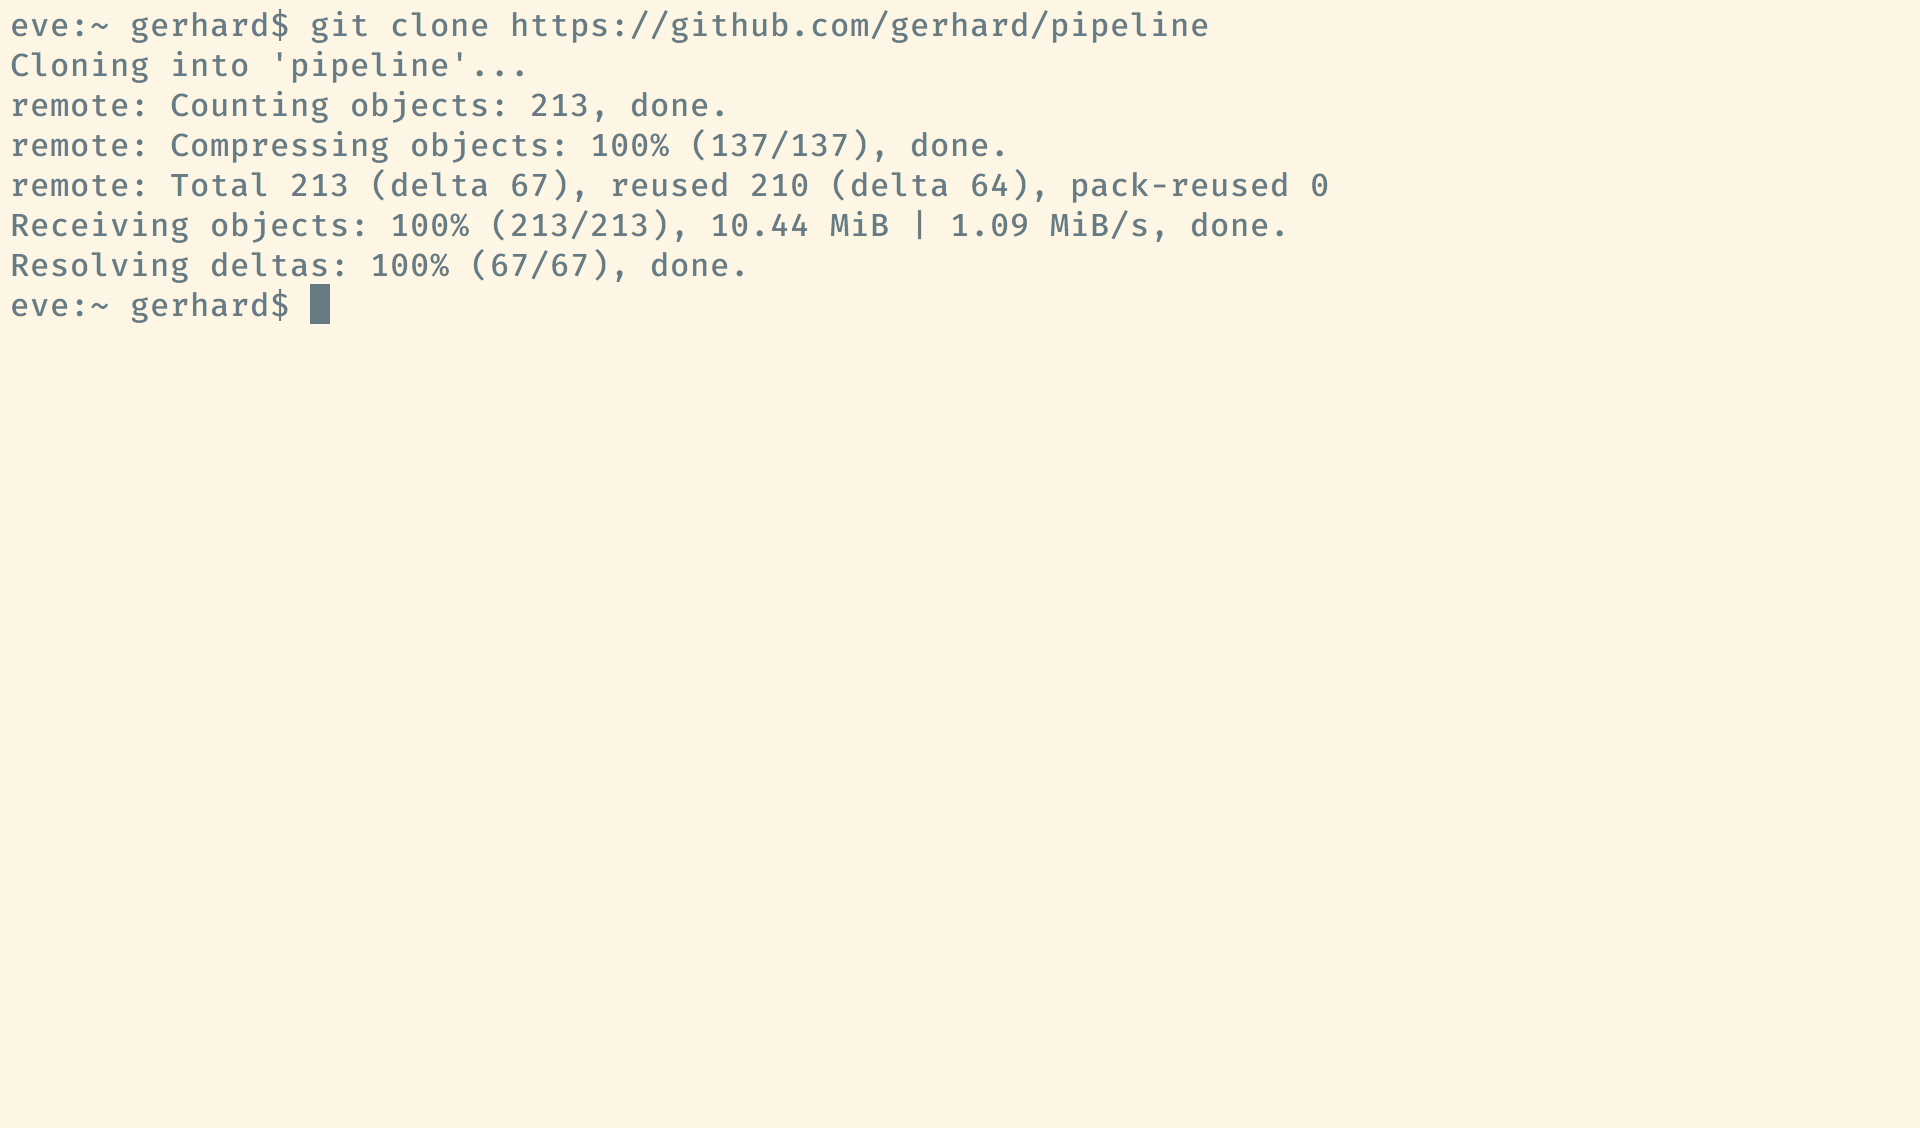 eve:~ gerhard$ git clone https://github.com/gerhard/pipeline
Cloning into 'pipeline'...
remote: Counting objects: 213, done.
remote: Compressing objects: 100% (137/137), done.
remote: Total 213 (delta 67), reused 210 (delta 64), pack-reused 0
Receiving objects: 100% (213/213), 10.44 MiB | 1.09 MiB/s, done.
Resolving deltas: 100% (67/67), done.
eve:~ gerhard$